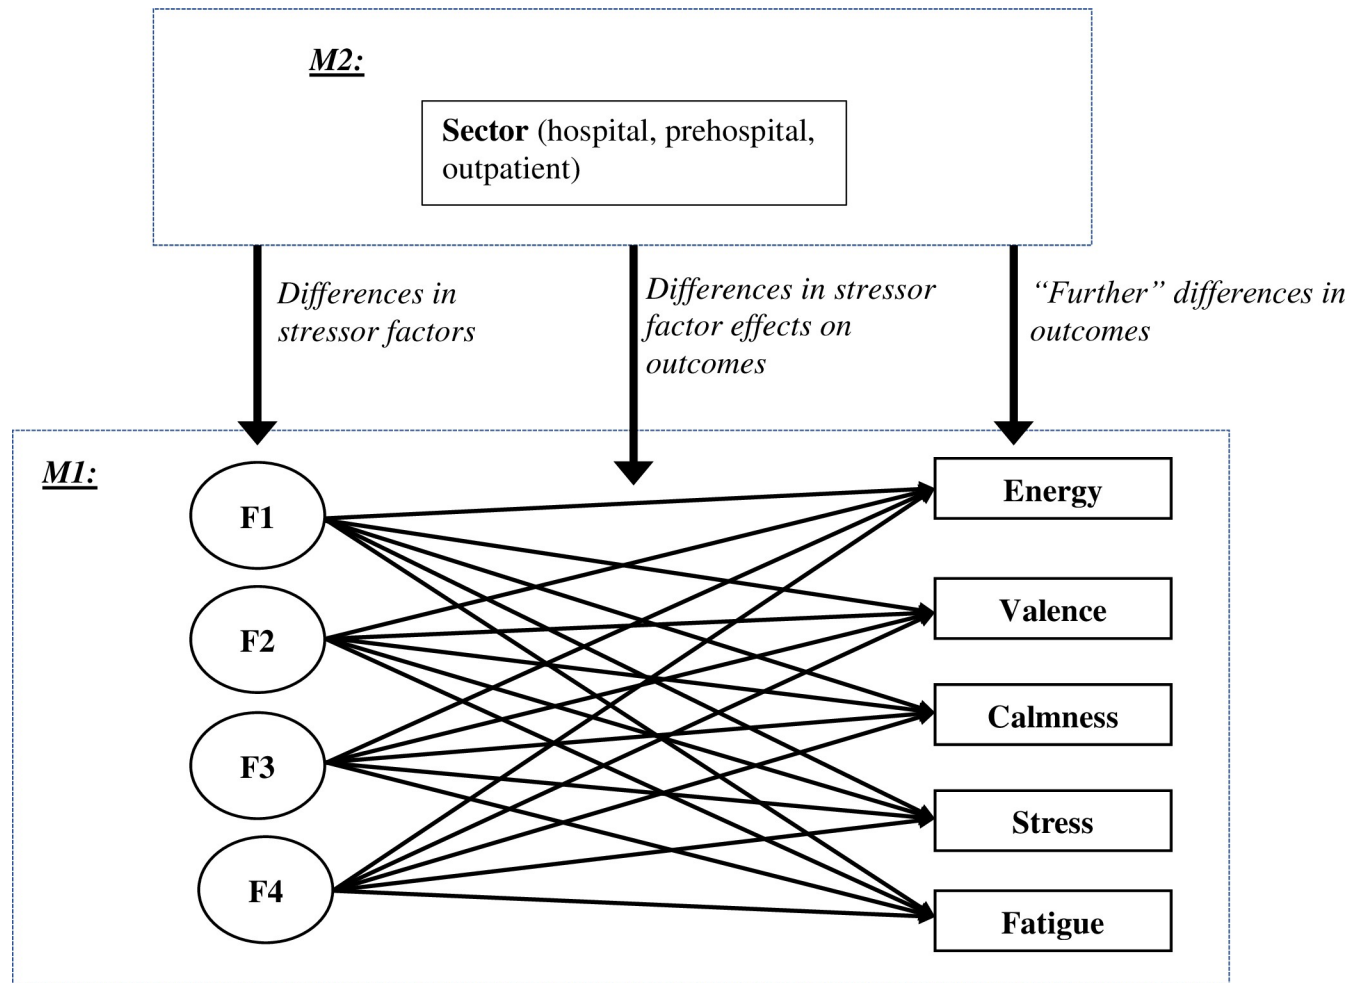 M2:
Sector (hospital, prehospital,
outpatient)
Differences in
stressor factors
Differences in stressor
factor effects on
outcomes
“Further” differences in
outcomes
M1:
F1
F2
F3
F4
Energy
Valence
Calmness
Stress
Fatigue